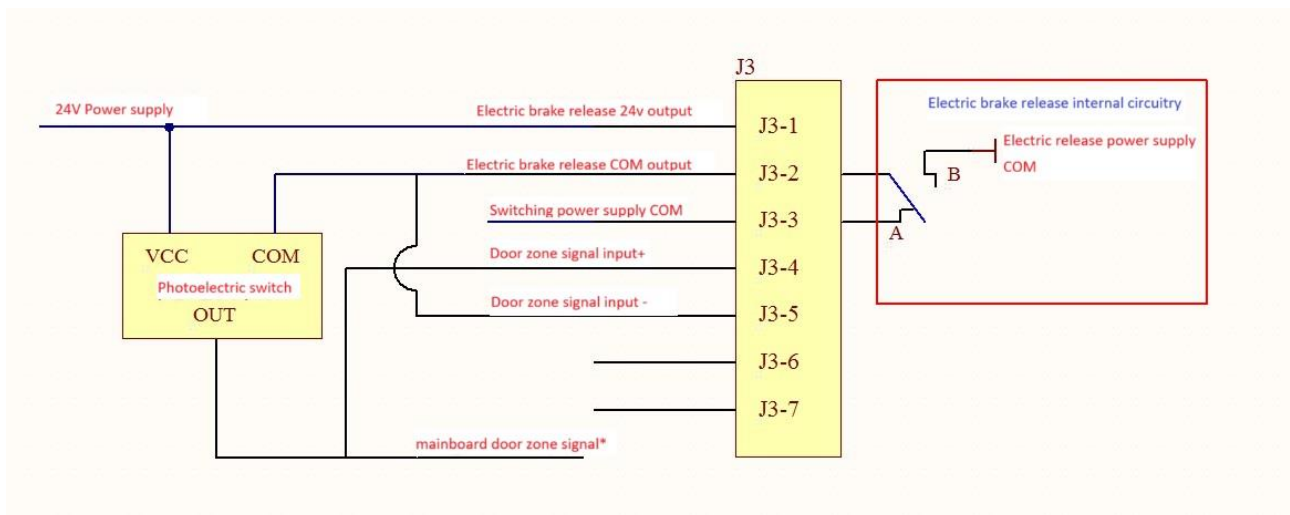 J3
24V Power supply
Electric brake release 24v output
J3-1
Electric brake release internal circuitry
Electric release power supply
COM
Electric brake release COM output
J3-2
B
Switching power supply COM
J3-3
A
VCC
COM
Door zone signal input+
J3-4
Photoelectric switch
OUT
Door zone signal input -
J3-5
J3-6
J3-7
mainboard door zone signal*